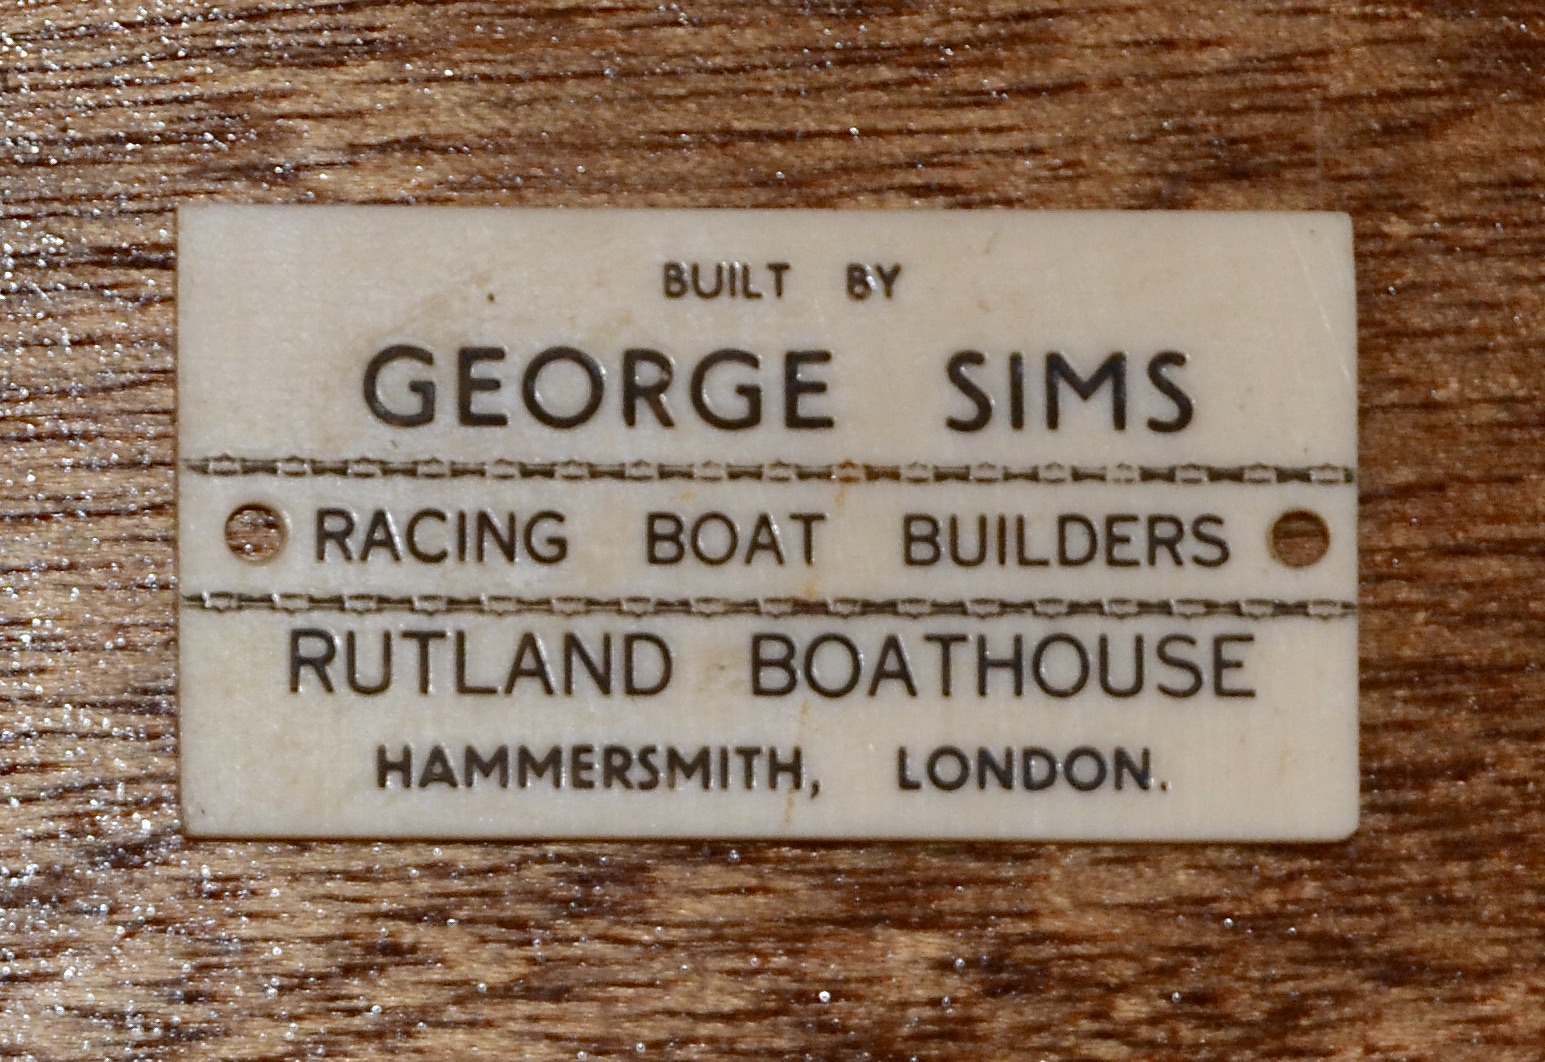 BUILT BY
GEORGE SIMS
RACING BOAT BUILDERS
RUTLAND BOATHOUSE
HAMMERSMITH, LONDON.